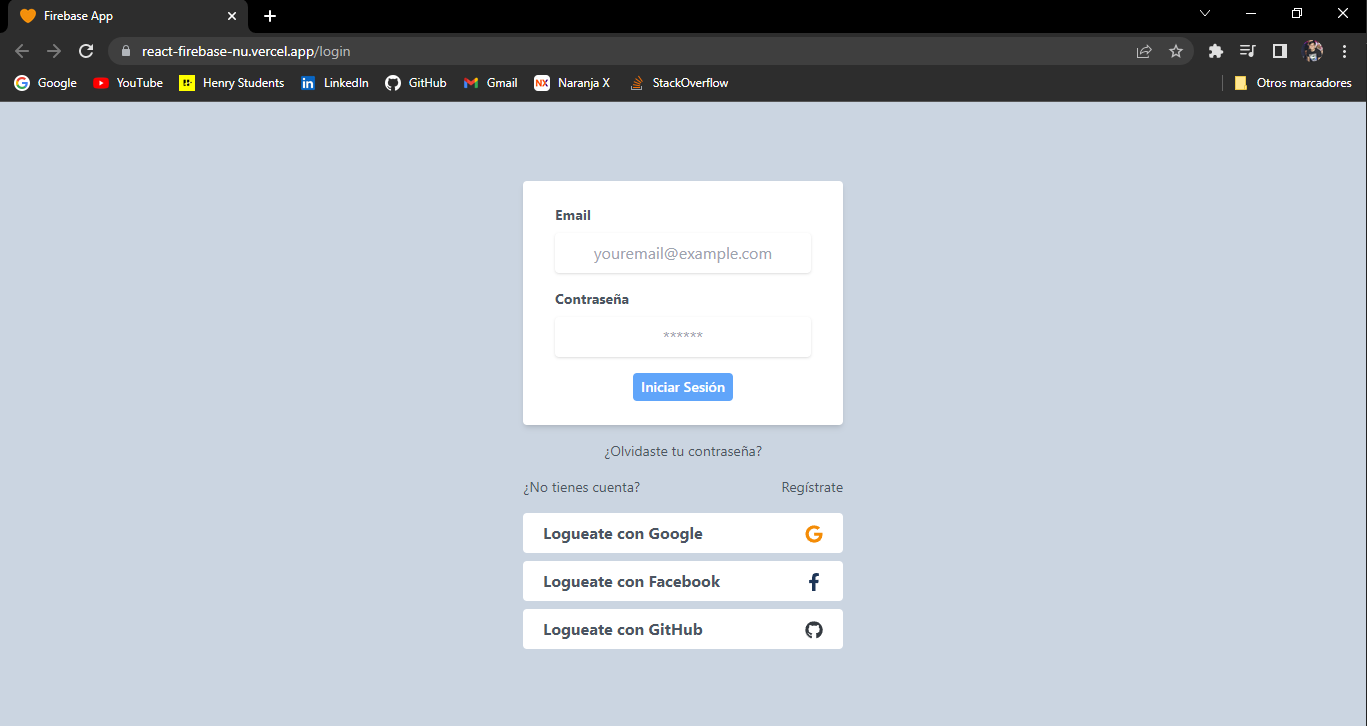 Firebase App
react-firebase-nu.vercel.app/login
Google YouTube Henry Students LinkedIn GitHub Gmail Naranja X StackOverflow Otros marcadores
Email
youremail@example.com
Contraseña
******
Iniciar Sesión
¿Olvidaste tu contraseña?
¿No tienes cuenta? Regístrate
Logueate con Google
Logueate con Facebook
Logueate con GitHub